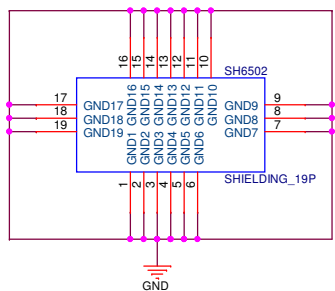 16 15 14 13 12 11 10
SH6502
GND16 GND15 GND14 GND13 GND12 GND11 GND10
17 GND17 GND9 9
18 GND18 GND8 8
19 GND19 GND7 7
GND1 GND2 GND3 GND4 GND5 GND6
SHIELDING_19P
1 2 3 4 5 6
GND